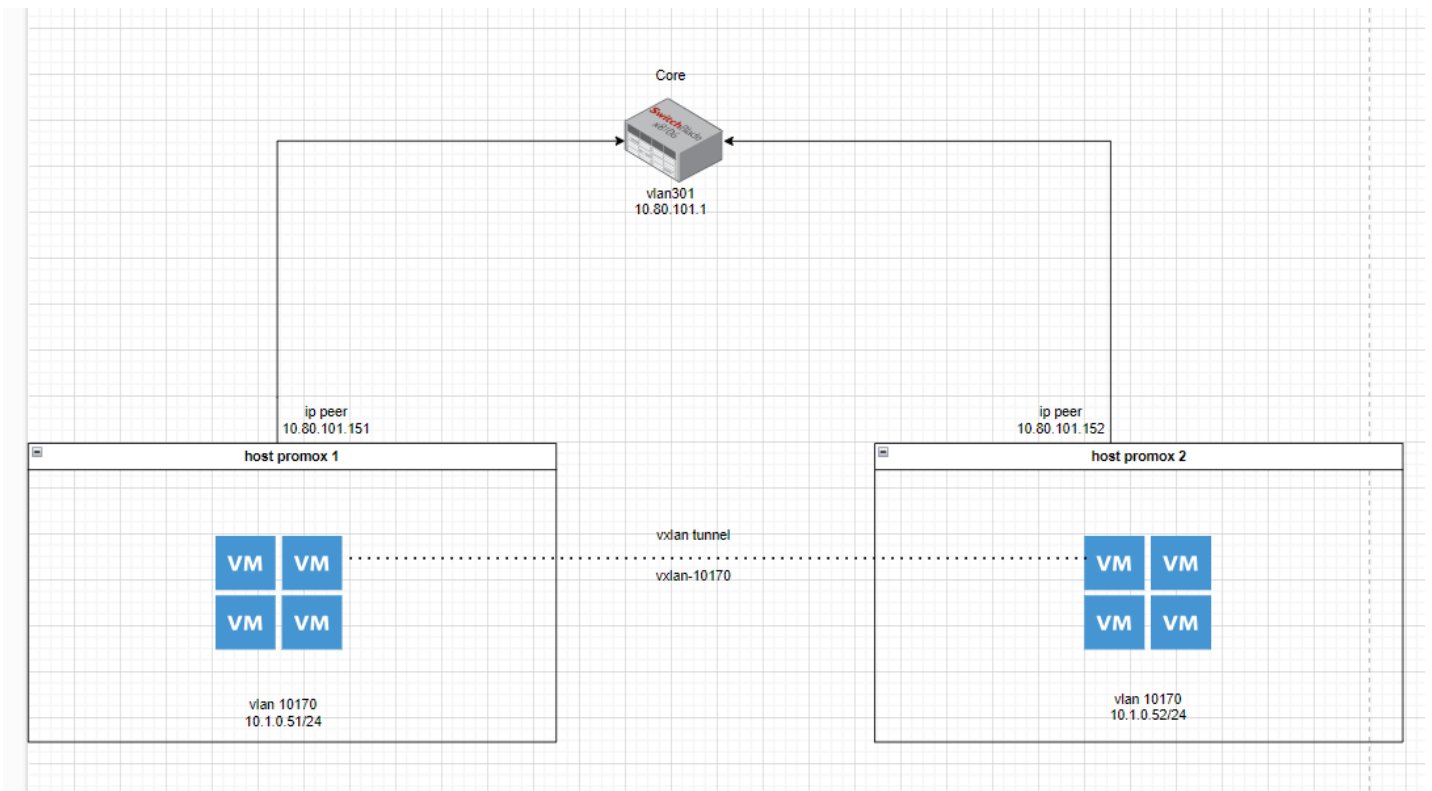 Core
SwitchBlade
x8106
vlan301
10.80.101.1
ip peer
10.80.101.151
ip peer
10.80.101.152
host promox 1
host promox 2
vxlan tunnel
vxlan-10170
VM VM
VM VM
VM VM
VM VM
vlan 10170
10.1.0.51/24
vlan 10170
10.1.0.52/24